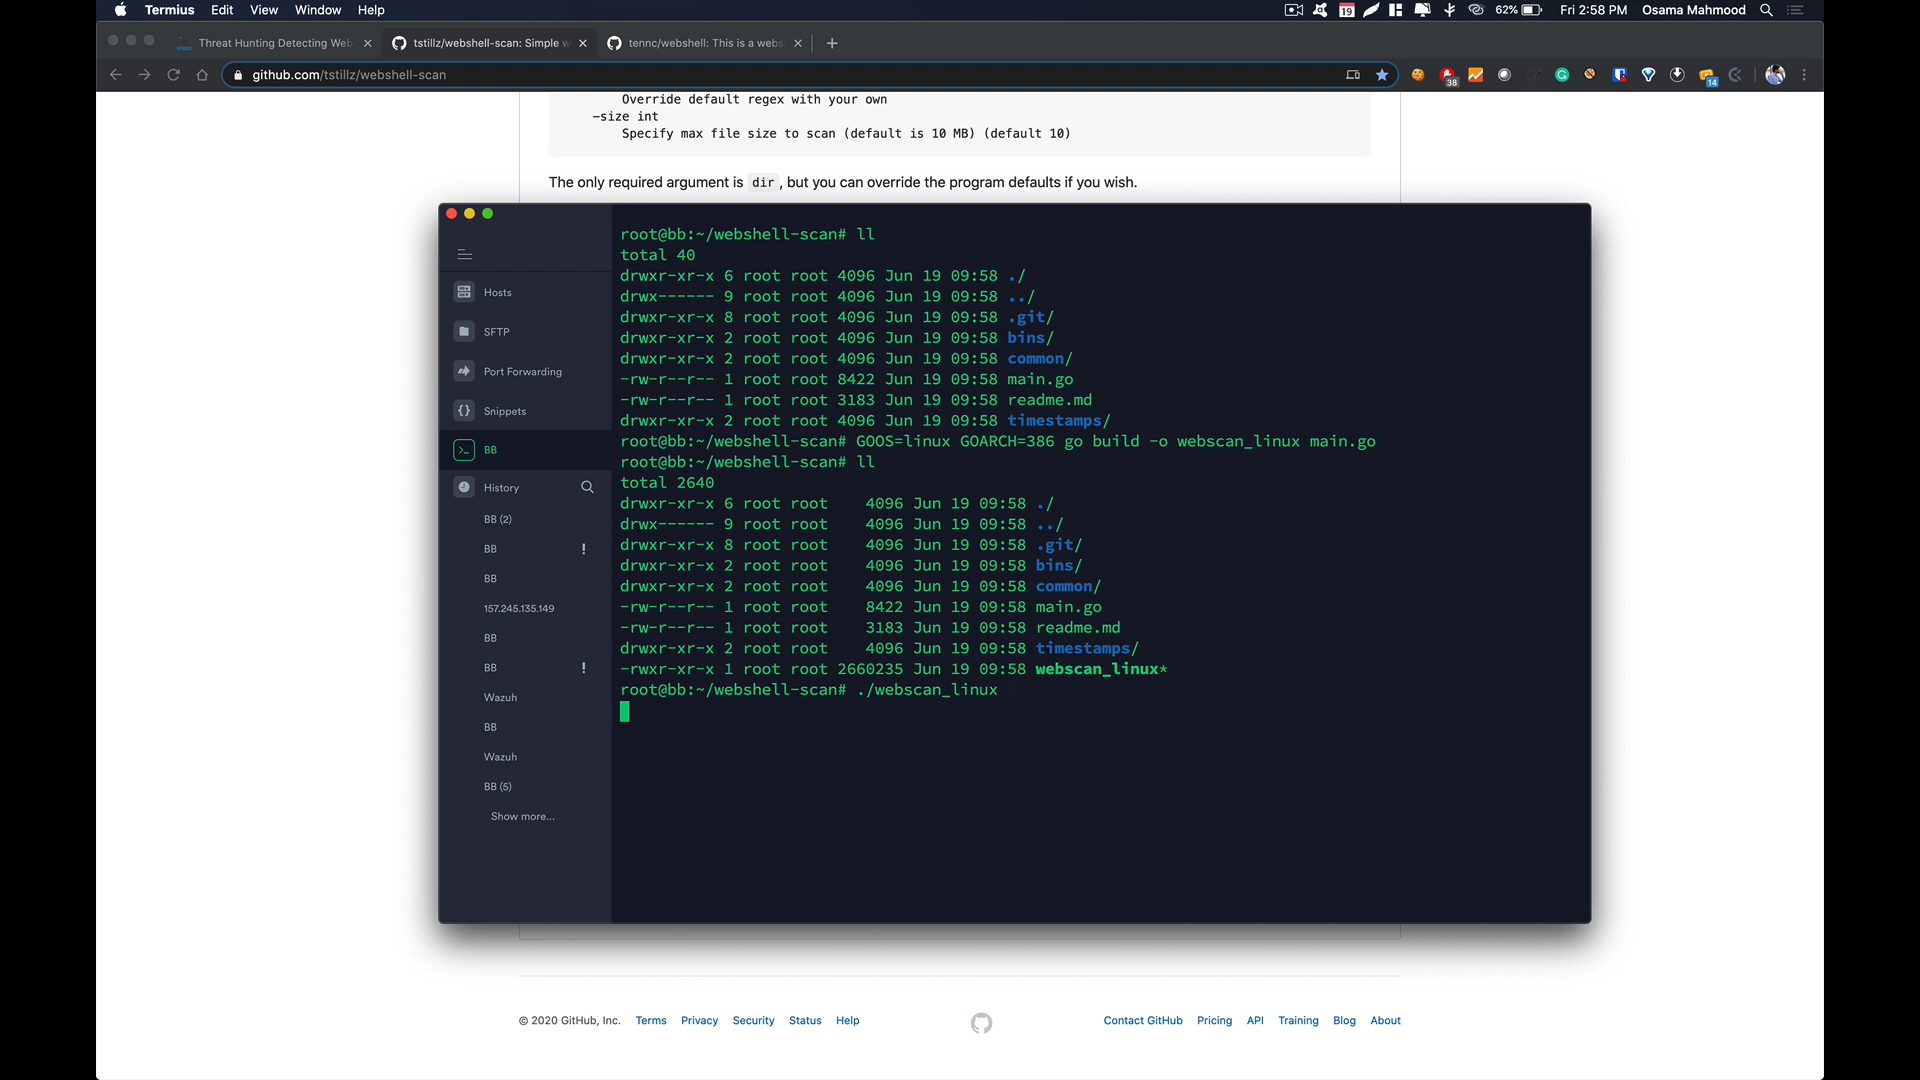 Termius Edit View Window Help
19 62% Fri 2:58 PM Osama Mahmood
Threat Hunting Detecting Web
tstillz/webshell-scan: Simple w
tennc/webshell: This is a webs
github.com/tstillz/webshell-scan
38
14
Override default regex with your own
-size int
Specify max file size to scan (default is 10 MB) (default 10)
The only required argument is dir, but you can override the program defaults if you wish.
Hosts
SFTP
Port Forwarding
Snippets
BB
History
BB (2)
BB !
BB
157.245.135.149
BB
BB !
Wazuh
BB
Wazuh
BB (5)
Show more...
root@bb:~/webshell-scan# ll
total 40
drwxr-xr-x 6 root root 4096 Jun 19 09:58 ./
drwx------ 9 root root 4096 Jun 19 09:58 ../
drwxr-xr-x 8 root root 4096 Jun 19 09:58 .git/
drwxr-xr-x 2 root root 4096 Jun 19 09:58 bins/
drwxr-xr-x 2 root root 4096 Jun 19 09:58 common/
-rw-r--r-- 1 root root 8422 Jun 19 09:58 main.go
-rw-r--r-- 1 root root 3183 Jun 19 09:58 readme.md
drwxr-xr-x 2 root root 4096 Jun 19 09:58 timestamps/
root@bb:~/webshell-scan# GOOS=linux GOARCH=386 go build -o webscan_linux main.go
root@bb:~/webshell-scan# ll
total 2640
drwxr-xr-x 6 root root    4096 Jun 19 09:58 ./
drwx------ 9 root root    4096 Jun 19 09:58 ../
drwxr-xr-x 8 root root    4096 Jun 19 09:58 .git/
drwxr-xr-x 2 root root    4096 Jun 19 09:58 bins/
drwxr-xr-x 2 root root    4096 Jun 19 09:58 common/
-rw-r--r-- 1 root root    8422 Jun 19 09:58 main.go
-rw-r--r-- 1 root root    3183 Jun 19 09:58 readme.md
drwxr-xr-x 2 root root    4096 Jun 19 09:58 timestamps/
-rwxr-xr-x 1 root root 2660235 Jun 19 09:58 webscan_linux*
root@bb:~/webshell-scan# ./webscan_linux
© 2020 GitHub, Inc. Terms Privacy Security Status Help
Contact GitHub Pricing API Training Blog About